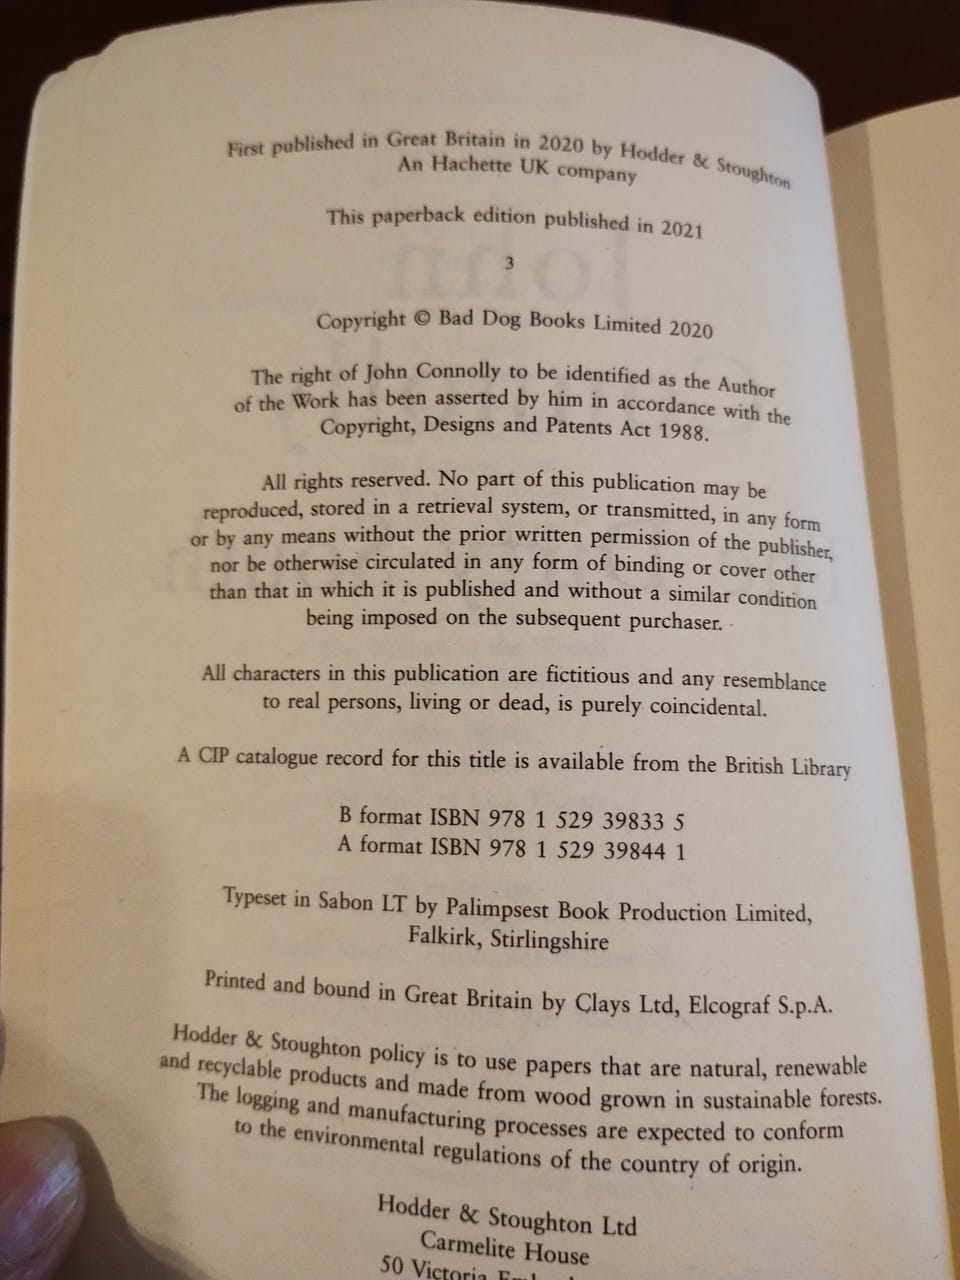 First published in Great Britain in 2020 by Hodder & Stoughton
An Hachette UK company
This paperback edition published in 2021
3
Copyright © Bad Dog Books Limited 2020
The right of John Connolly to be identified as the Author
of the Work has been asserted by him in accordance with the
Copyright, Designs and Patents Act 1988.
All rights reserved. No part of this publication may be
reproduced, stored in a retrieval system, or transmitted, in any form
or by any means without the prior written permission of the publisher,
nor be otherwise circulated in any form of binding or cover other
than that in which it is published and without a similar condition
being imposed on the subsequent purchaser.
All characters in this publication are fictitious and any resemblance
to real persons, living or dead, is purely coincidental.
A CIP catalogue record for this title is available from the British Library
B format ISBN 978 1 529 39833 5
A format ISBN 978 1 529 39844 1
Typeset in Sabon LT by Palimpsest Book Production Limited,
Falkirk, Stirlingshire
Printed and bound in Great Britain by Clays Ltd, Elcograf S.p.A.
Hodder & Stoughton policy is to use papers that are natural, renewable
and recyclable products and made from wood grown in sustainable forests.
The logging and manufacturing processes are expected to conform
to the environmental regulations of the country of origin.
Hodder & Stoughton Ltd
Carmelite House
50 Victoria